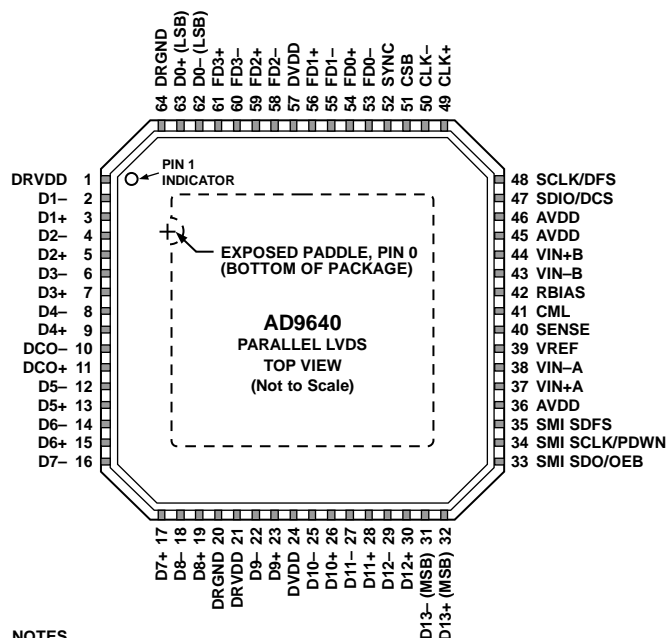 64 DRGND
63 D0+ (LSB)
62 D0– (LSB)
61 FD3+
60 FD3–
59 FD2+
58 FD2–
57 DVDD
56 FD1+
55 FD1–
54 FD0+
53 FD0–
52 SYNC
51 CSB
50 CLK–
49 CLK+
DRVDD 1
D1– 2
D1+ 3
D2– 4
D2+ 5
D3– 6
D3+ 7
D4– 8
D4+ 9
DCO– 10
DCO+ 11
D5– 12
D5+ 13
D6– 14
D6+ 15
D7– 16
PIN 1
INDICATOR
EXPOSED PADDLE, PIN 0
(BOTTOM OF PACKAGE)
AD9640
PARALLEL LVDS
TOP VIEW
(Not to Scale)
48 SCLK/DFS
47 SDIO/DCS
46 AVDD
45 AVDD
44 VIN+B
43 VIN–B
42 RBIAS
41 CML
40 SENSE
39 VREF
38 VIN–A
37 VIN+A
36 AVDD
35 SMI SDFS
34 SMI SCLK/PDWN
33 SMI SDO/OEB
D7+ 17
D8– 18
D8+ 19
DRGND 20
DRVDD 21
D9– 22
D9+ 23
DVDD 24
D10– 25
D10+ 26
D11– 27
D11+ 28
D12– 29
D12+ 30
D13– (MSB) 31
D13+ (MSB) 32
NOTES